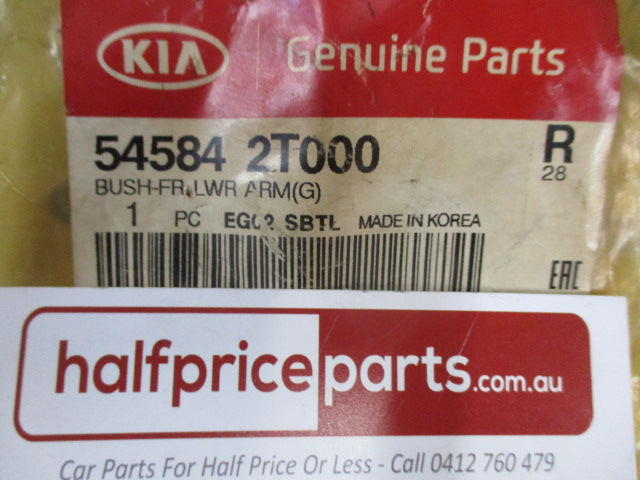 KIA Genuine Parts
54584 2T000 R
BUSH-FR, LWR ARM(G) 28
1 PC SBTL MADE IN KOREA
EAC
halfpriceparts.com.au
Car Parts For Half Price Or Less - Call 0412 760 479